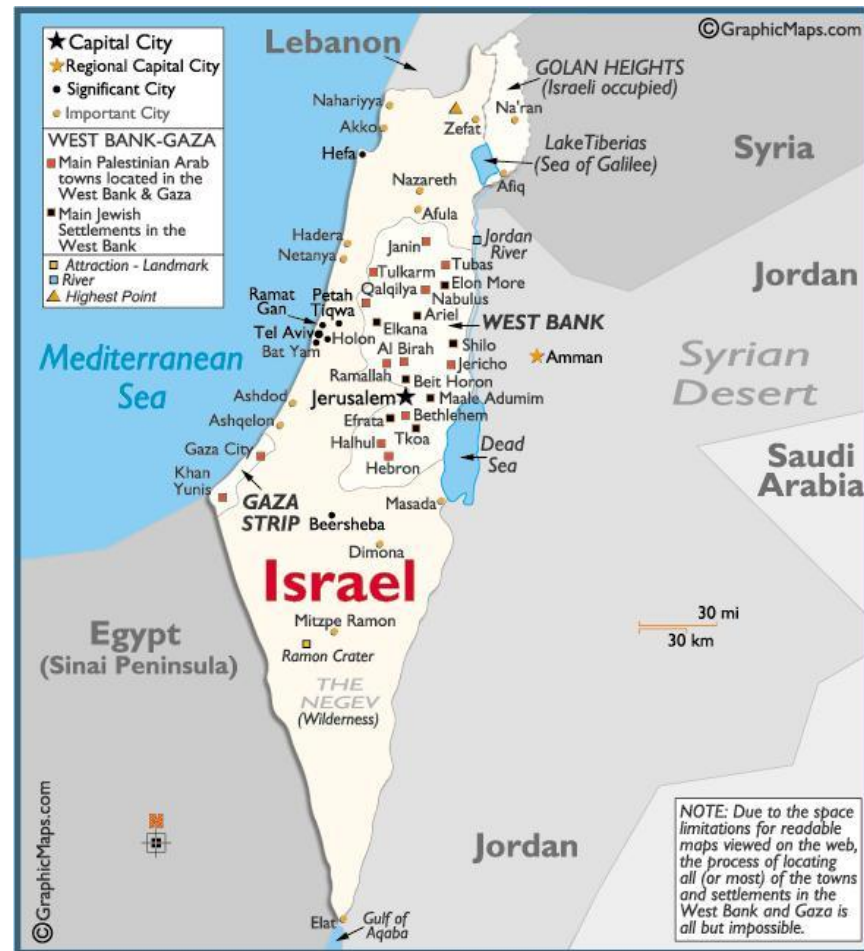 ©GraphicMaps.com
Capital City
Regional Capital City
Significant City
Important City
WEST BANK-GAZA
Main Palestinian Arab
towns located in the
West Bank & Gaza
Main Jewish
Settlements in the
West Bank
Attraction - Landmark
River
Highest Point
Lebanon
GOLAN HEIGHTS
(Israeli occupied)
Nahariyya
Na'ran
Akko
Zefat
Hefa
Lake Tiberias
(Sea of Galilee)
Syria
Nazareth
Afiq
Afula
Hadera
Janin
Jordan
River
Netanya
Tulkarm
Tubas
Jordan
Qalqilya
Elon More
Nabulus
Ramat
Gan
Petah
Tiqwa
Ariel
WEST BANK
Tel Aviv
Elkana
Holon
Shilo
Bat Yam
Al Birah
Jericho
Amman
Mediterranean
Sea
Syrian
Desert
Ramallah
Beit Horon
Ashdod
Jerusalem
Maale Adumim
Ashqelon
Efrata
Bethlehem
Tkoa
Gaza City
Halhul
Dead
Sea
Hebron
Saudi
Arabia
Khan
Yunis
GAZA
STRIP
Masada
Beersheba
Dimona
Israel
30 mi
30 km
Egypt
(Sinai Peninsula)
Mitzpe Ramon
Ramon Crater
THE
NEGEV
(Wilderness)
N
©GraphicMaps.com
Jordan
NOTE: Due to the space
limitations for readable
maps viewed on the web,
the process of locating
all (or most) of the towns
and settlements in the
West Bank and Gaza is
all but impossible.
Elat
Gulf of
Aqaba